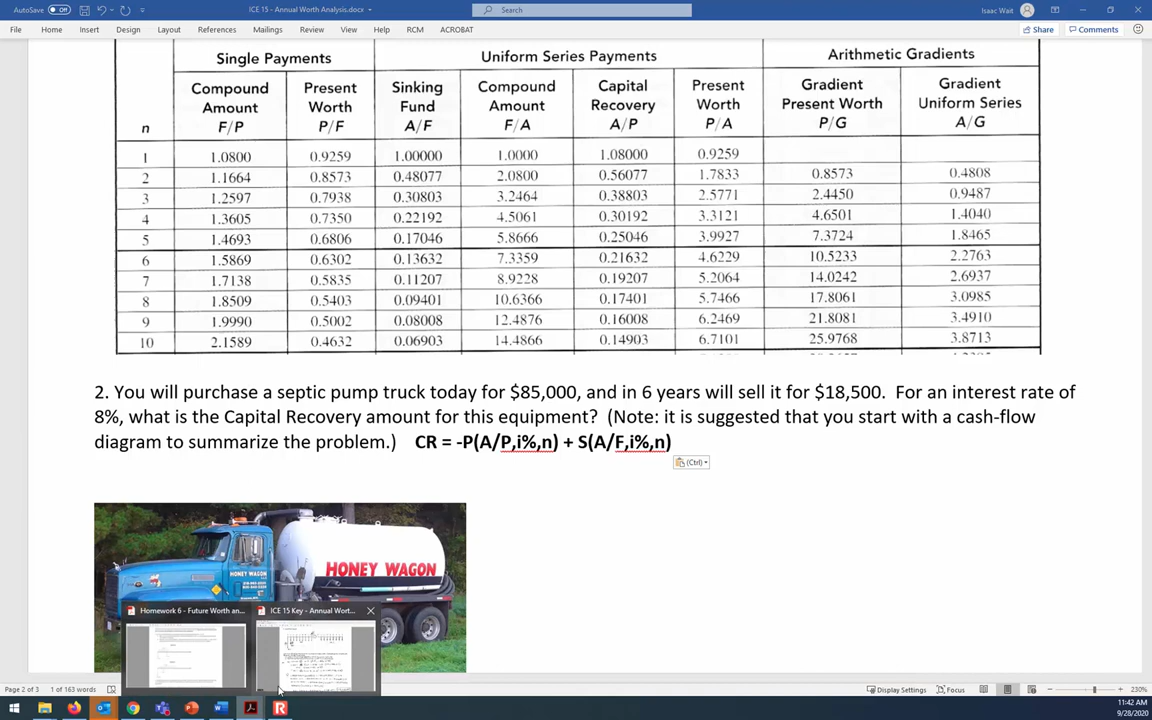 AutoSave Off
ICE 15 - Annual Worth Analysis.docx
Search
Isaac Wait
File Home Insert Design Layout References Mailings Review View Help RCM ACROBAT
Share Comments
Single Payments Uniform Series Payments Arithmetic Gradients
Compound Present Sinking Compound Capital Present Gradient Gradient
Amount Worth Fund Amount Recovery Worth Present Worth Uniform Series
n F/P P/F A/F F/A A/P P/A P/G A/G
1 1.0800 0.9259 1.00000 1.0000 1.08000 0.9259
2 1.1664 0.8573 0.48077 2.0800 0.56077 1.7833 0.8573 0.4808
3 1.2597 0.7938 0.30803 3.2464 0.38803 2.5771 2.4450 0.9487
4 1.3605 0.7350 0.22192 4.5061 0.30192 3.3121 4.6501 1.4040
5 1.4693 0.6806 0.17046 5.8666 0.25046 3.9927 7.3724 1.8465
6 1.5869 0.6302 0.13632 7.3359 0.21632 4.6229 10.5233 2.2763
7 1.7138 0.5835 0.11207 8.9228 0.19207 5.2064 14.0242 2.6937
8 1.8509 0.5403 0.09401 10.6366 0.17401 5.7466 17.8061 3.0985
9 1.9990 0.5002 0.08008 12.4876 0.16008 6.2469 21.8081 3.4910
10 2.1589 0.4632 0.06903 14.4866 0.14903 6.7101 25.9768 3.8713
2. You will purchase a septic pump truck today for $85,000, and in 6 years will sell it for $18,500. For an interest rate of
8%, what is the Capital Recovery amount for this equipment? (Note: it is suggested that you start with a cash-flow
diagram to summarize the problem.) CR = -P(A/P,i%,n) + S(A/F,i%,n)
(Ctrl)
HONEY WAGON
HONEY WAGON
Homework 6 - Future Worth an...
ICE 15 Key - Annual Wort...
Page 2 of 3 1 of 163 words
Display Settings Focus 230%
11:42 AM
9/28/2020